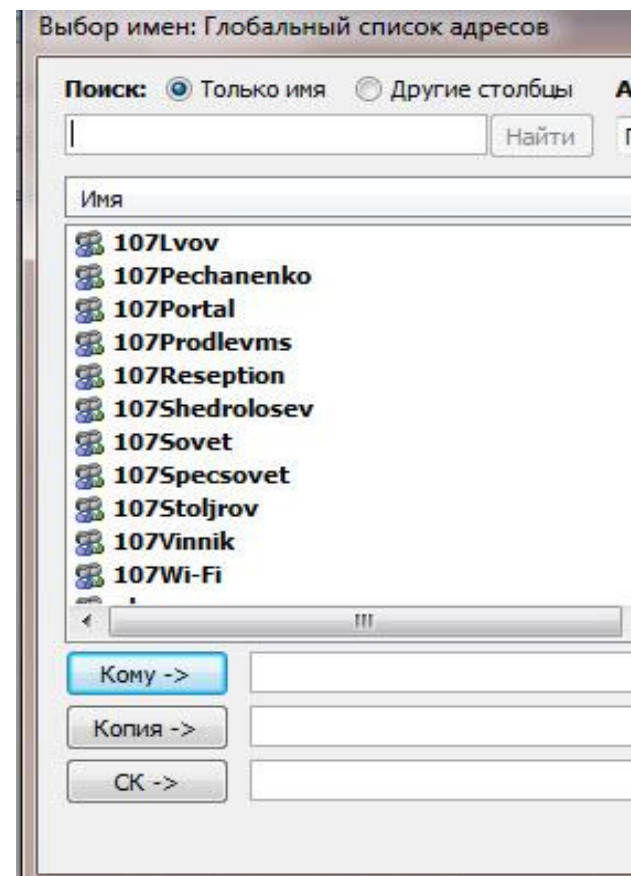 Выбор имен: Глобальный список адресов
Поиск: Только имя Другие столбцы
Найти
Имя
107Lvov
107Pechanenko
107Portal
107Prodlevms
107Reseption
107Shedrolosev
107Sovet
107Specsovet
107Stoljrov
107Vinnik
107Wi-Fi
Кому ->
Копия ->
СК ->